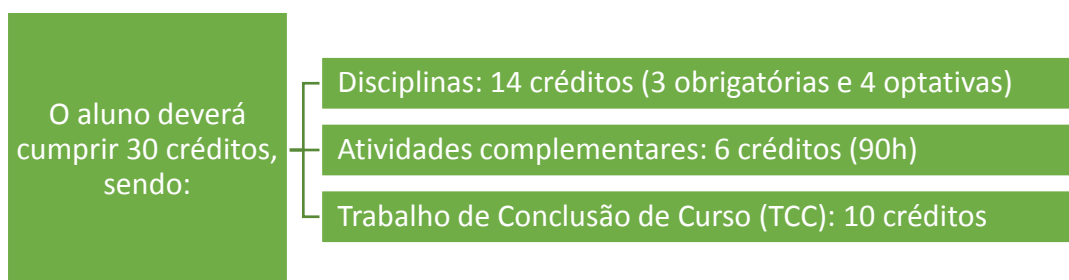 O aluno deverá
cumprir 30 créditos,
sendo:
Disciplinas: 14 créditos (3 obrigatórias e 4 optativas)
Atividades complementares: 6 créditos (90h)
Trabalho de Conclusão de Curso (TCC): 10 créditos